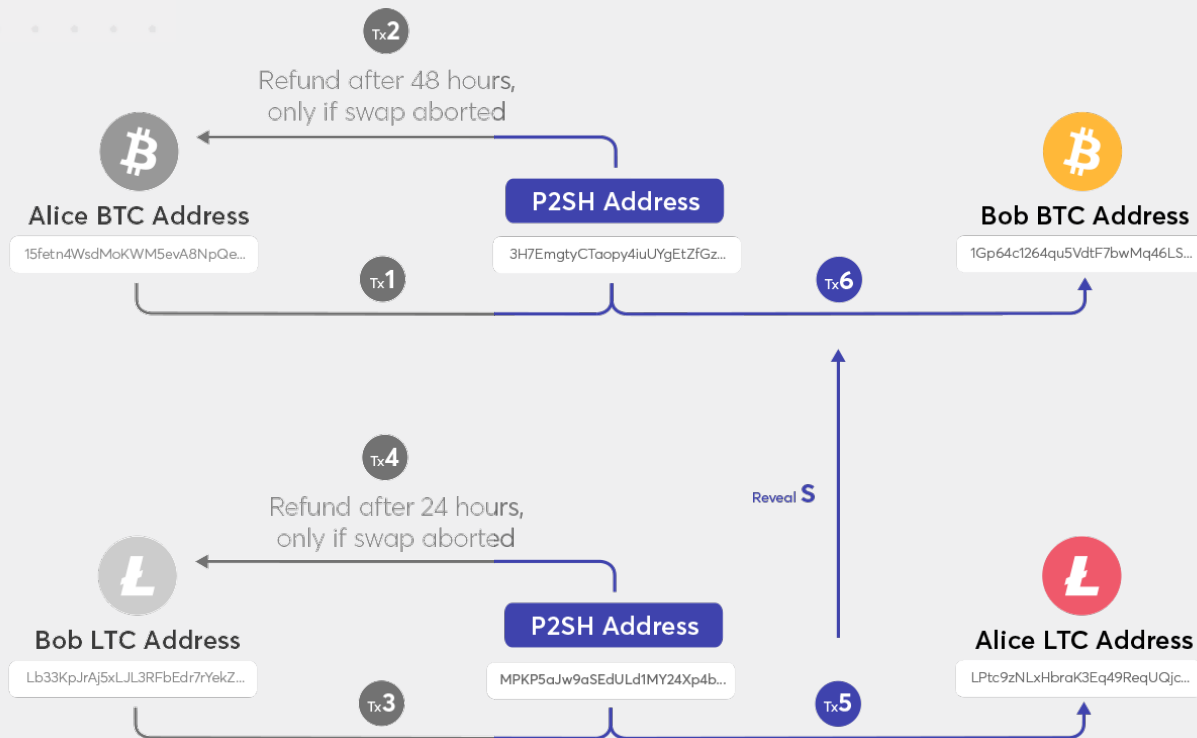 Tx2
Refund after 48 hours,
only if swap aborted
Alice BTC Address
15fetn4WsdMoKWM5evA8NpQe...
P2SH Address
3H7EmgtyCTaopy4iuUYgEtZfGz...
Bob BTC Address
1Gp64c1264qu5VdtF7bwMq46LS...
Tx1
Tx6
Tx4
Refund after 24 hours,
only if swap aborted
Reveal S
Bob LTC Address
Lb33KpJrAj5xLJL3RFbEdr7rYekZ...
P2SH Address
MPKP5aJw9aSEdULd1MY24Xp4b...
Alice LTC Address
LPtc9zNLxHbraK3Eq49ReqUQjc...
Tx3
Tx5